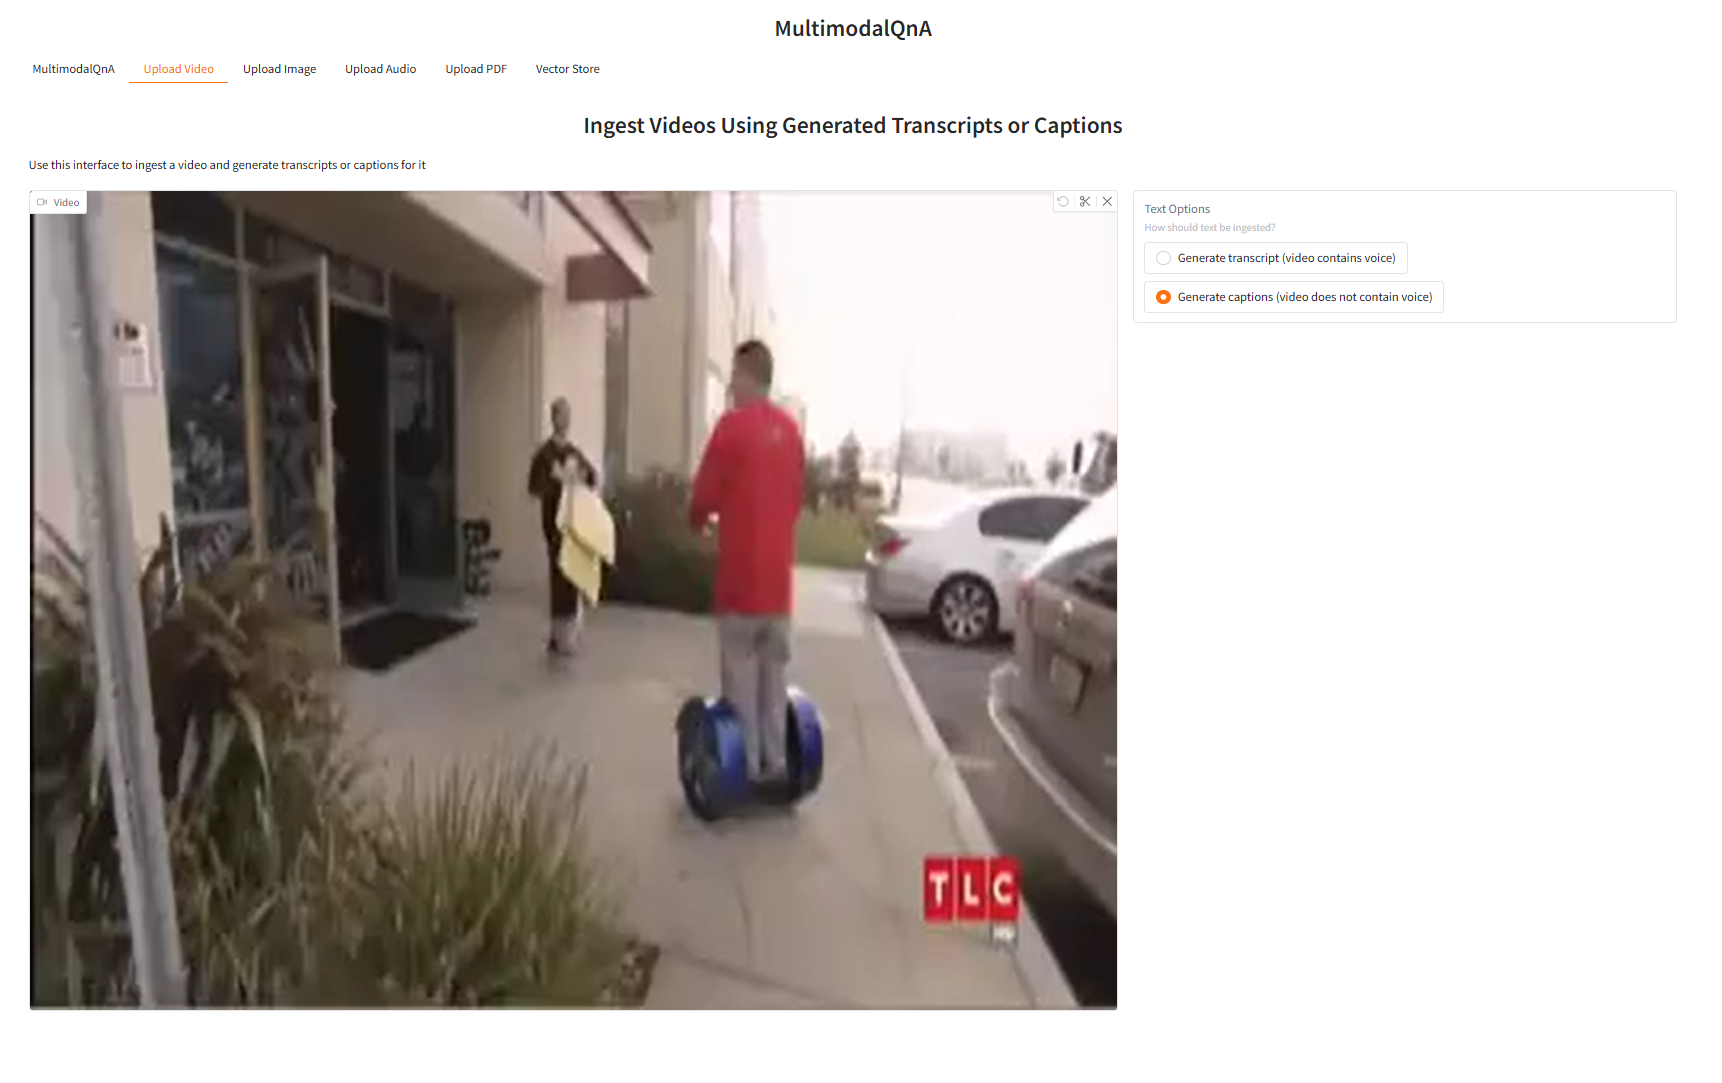 MultimodalQnA
MultimodalQnA Upload Video Upload Image Upload Audio Upload PDF Vector Store
Ingest Videos Using Generated Transcripts or Captions
Use this interface to ingest a video and generate transcripts or captions for it
Video
Text Options
How should text be ingested?
Generate transcript (video contains voice)
Generate captions (video does not contain voice)
TLC